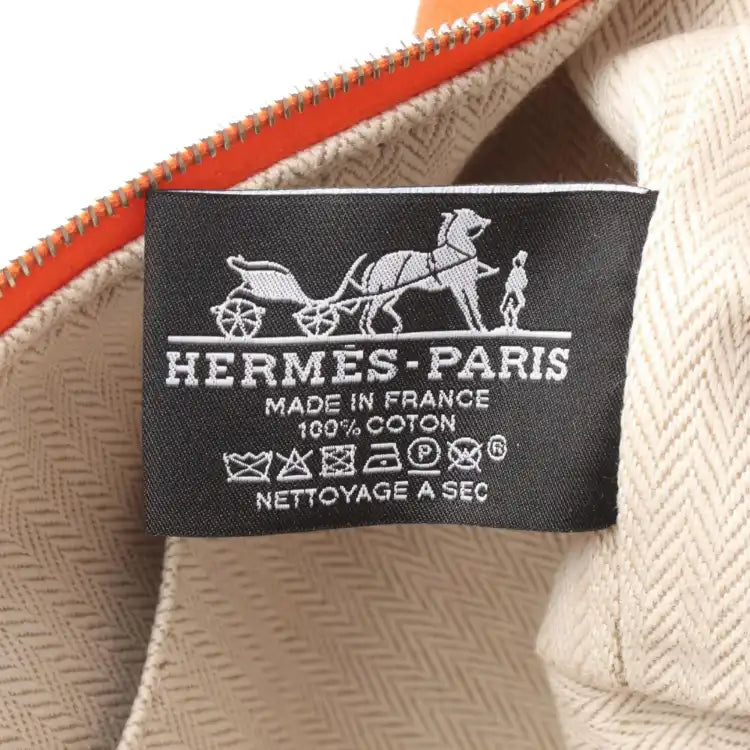 HERMÈS-PARIS
MADE IN FRANCE
100% COTON
P ®
NETTOYAGE A SEC